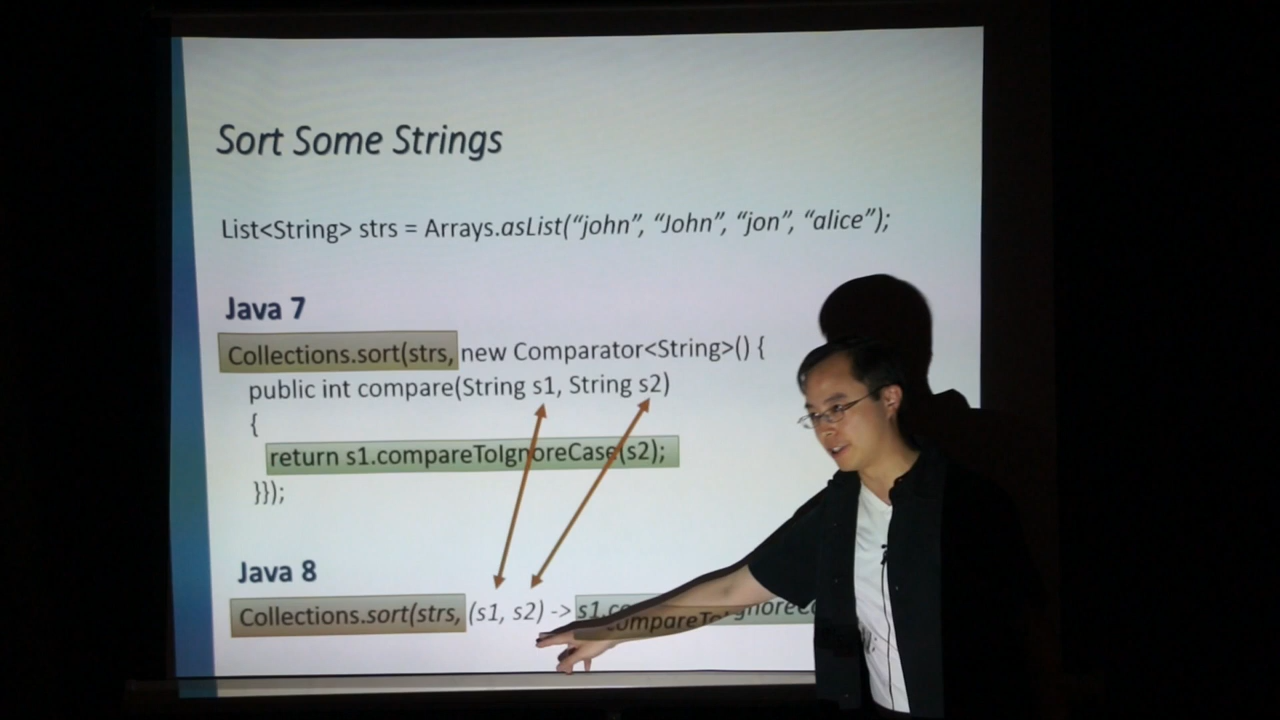 Sort Some Strings
List<String> strs = Arrays.asList(“john”, “John”, “jon”, “alice”);
Java 7
Collections.sort(strs, new Comparator<String>() {
public int compare(String s1, String s2)
{
return s1.compareToIgnoreCase(s2);
}});
Java 8
Collections.sort(strs, (s1, s2) ->